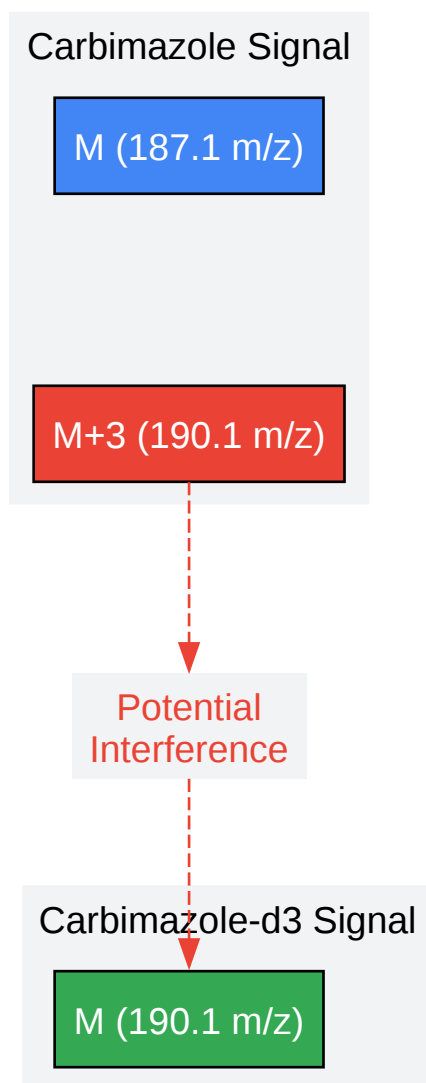 Carbimazole Signal
M (187.1 m/z)
M+3 (190.1 m/z)
Potential
Interference
Carbimazole-d3 Signal
M (190.1 m/z)